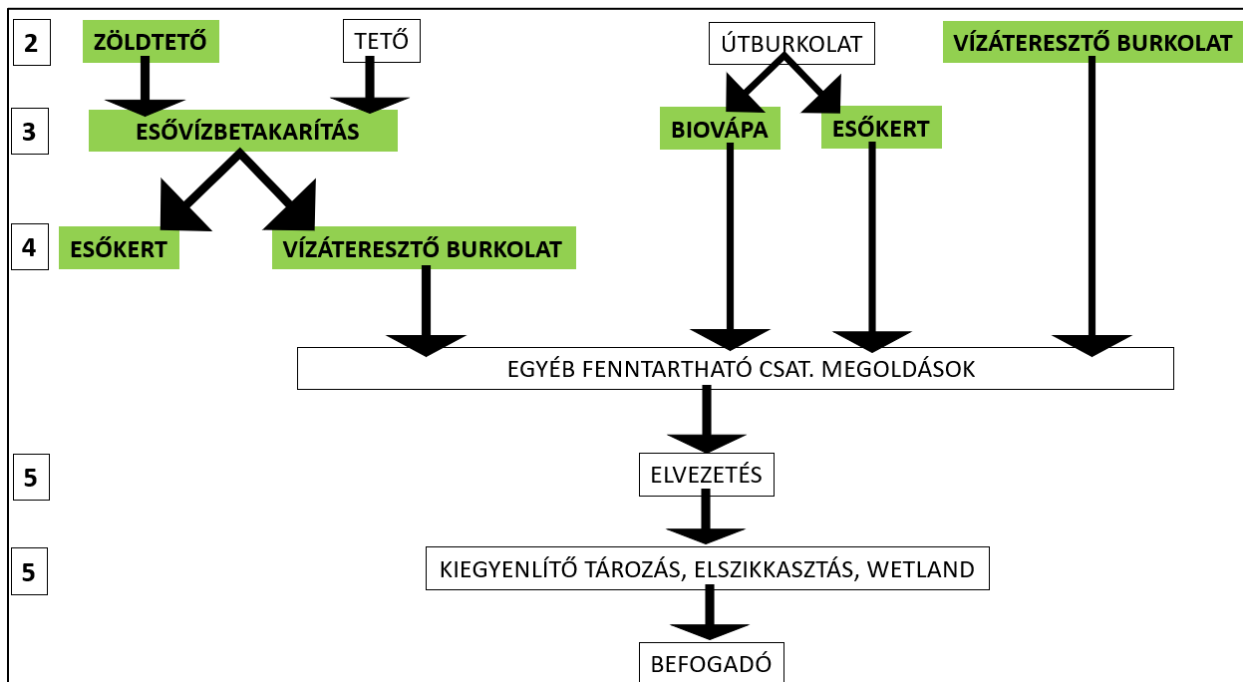 2
ZÖLDTETŐ
TETŐ
ÚTBURKOLAT
VÍZÁTERESZTŐ BURKOLAT
3
ESŐVÍZBETAKARÍTÁS
BIOVÁPA
ESŐKERT
4
ESŐKERT
VÍZÁTERESZTŐ BURKOLAT
EGYÉB FENNTARTHATÓ CSAT. MEGOLDÁSOK
5
ELVEZETÉS
5
KIEGYENLÍTŐ TÁROZÁS, ELSZIKKASZTÁS, WETLAND
BEFOGADÓ